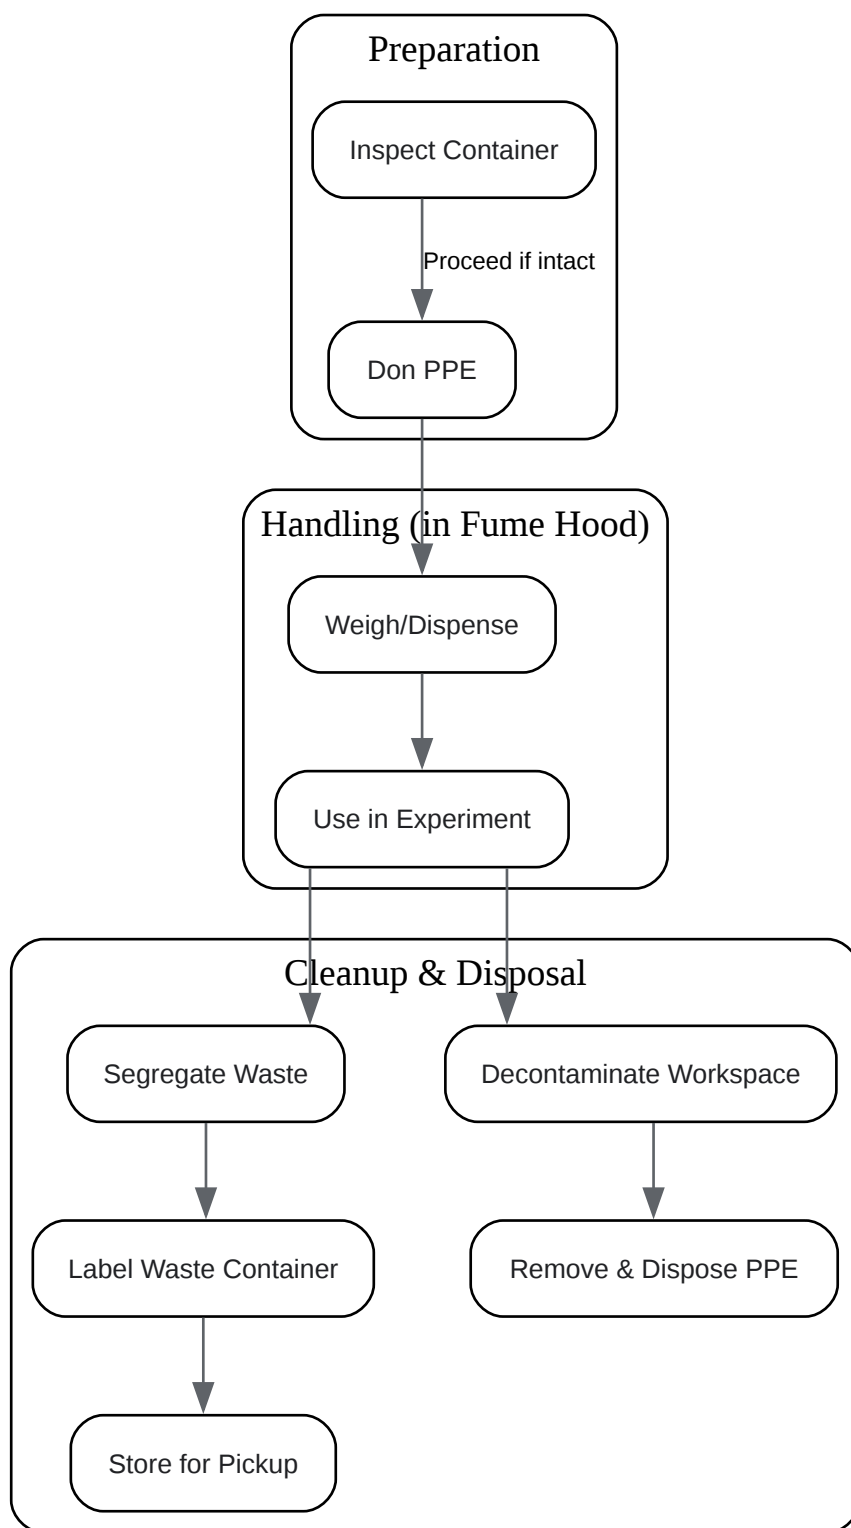 Preparation
Inspect Container
Proceed if intact
Don PPE
Handling (in Fume Hood)
Weigh/Dispense
Use in Experiment
Cleanup & Disposal
Segregate Waste
Decontaminate Workspace
Label Waste Container
Remove & Dispose PPE
Store for Pickup